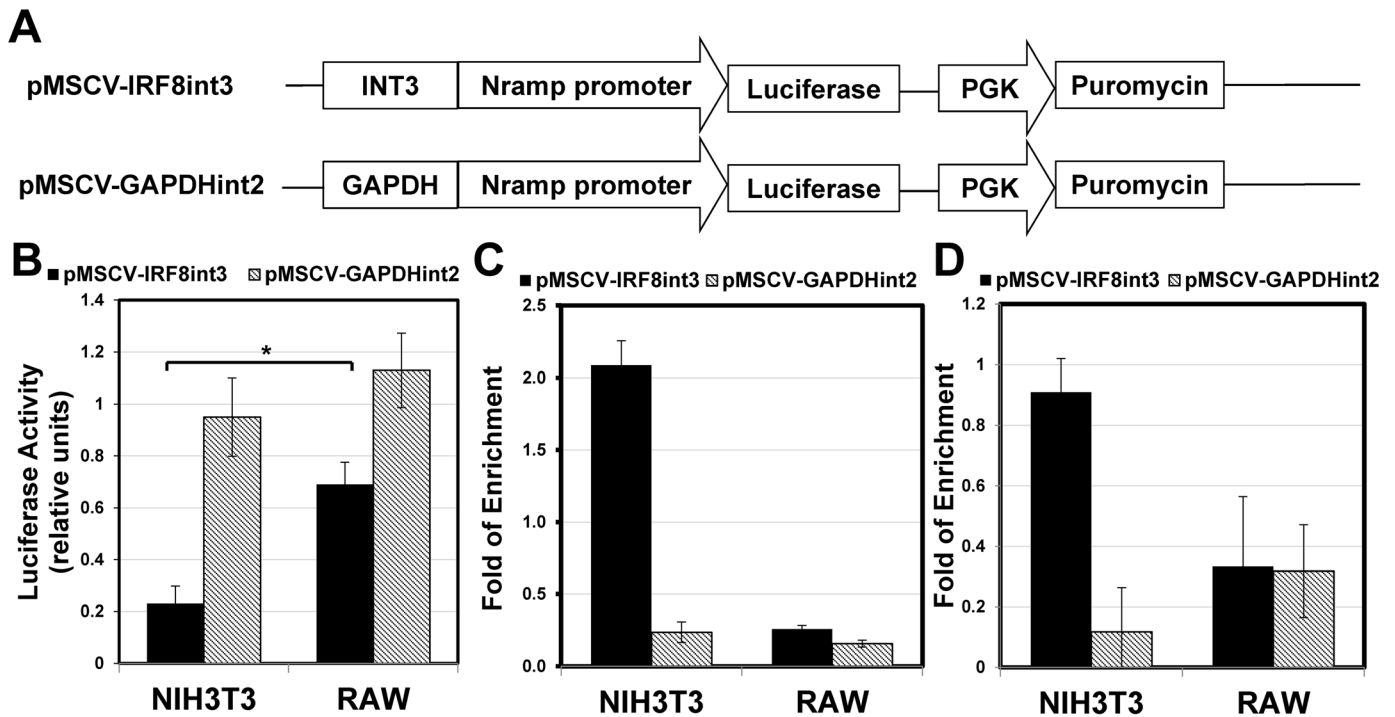 A
pMSCV-IRF8int3
INT3
Nramp promoter
Luciferase
PGK
Puromycin
pMSCV-GAPDHint2
GAPDH
Nramp promoter
Luciferase
PGK
Puromycin
B
pMSCV-IRF8int3
pMSCV-GAPDHint2
Luciferase Activity
(relative units)
1.4
1.2
1
0.8
0.6
0.4
0.2
0
*
NIH3T3
RAW
C
pMSCV-IRF8int3
pMSCV-GAPDHint2
Fold of Enrichment
2.5
2.0
1.5
1.0
0.5
0.0
NIH3T3
RAW
D
pMSCV-IRF8int3
pMSCV-GAPDHint2
Fold of Enrichment
1.2
1
0.8
0.6
0.4
0.2
0
NIH3T3
RAW